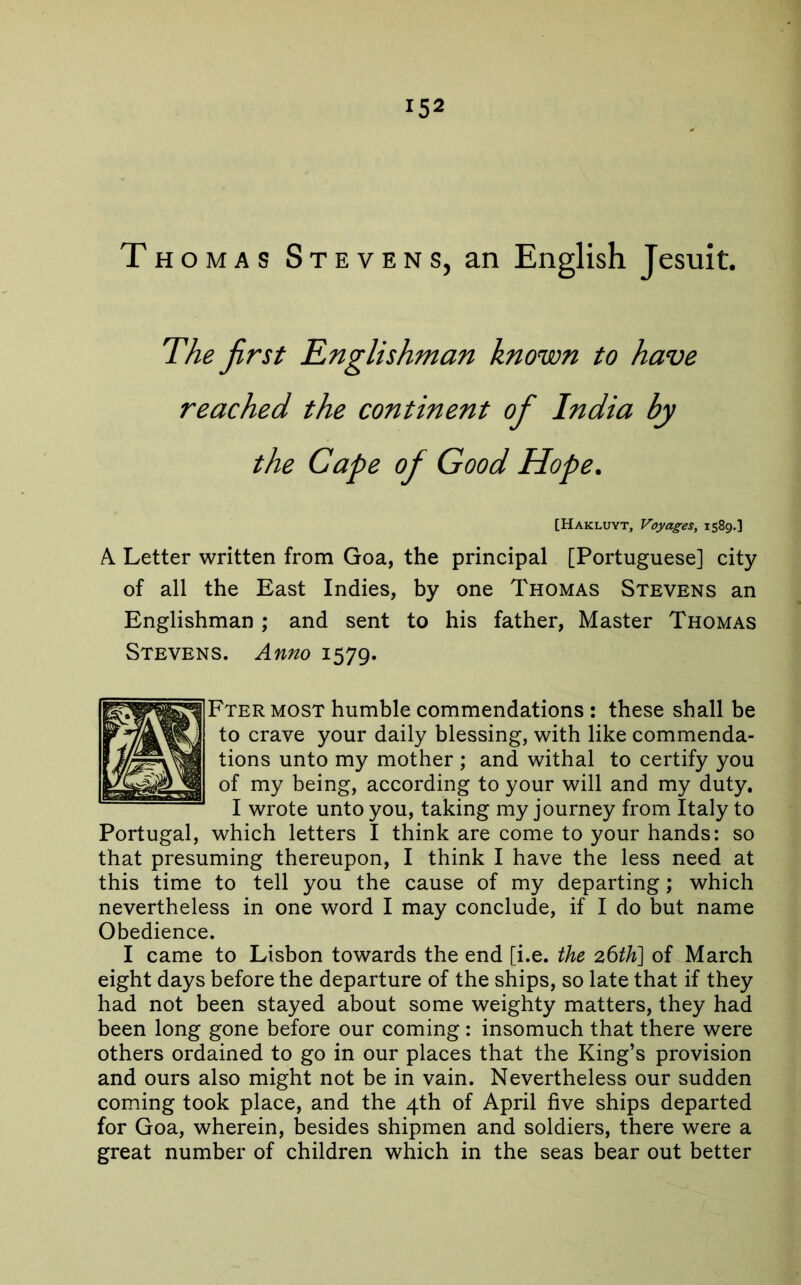 152
Thomas Stevens, an English Jesuit.
The first Englishman known to have
reached the continent of India by
the Cape of Good Hope.
[Hakluyt, Voyages, 1589.]
A Letter written from Goa, the principal [Portuguese] city
of all the East Indies, by one Thomas Stevens an
Englishman ; and sent to his father, Master Thomas
Stevens. Anno 1579.
AFter most humble commendations : these shall be
to crave your daily blessing, with like commenda-
tions unto my mother ; and withal to certify you
of my being, according to your will and my duty.
I wrote unto you, taking my journey from Italy to
Portugal, which letters I think are come to your hands: so
that presuming thereupon, I think I have the less need at
this time to tell you the cause of my departing; which
nevertheless in one word I may conclude, if I do but name
Obedience.
I came to Lisbon towards the end [i.e. the 26th] of March
eight days before the departure of the ships, so late that if they
had not been stayed about some weighty matters, they had
been long gone before our coming : insomuch that there were
others ordained to go in our places that the King's provision
and ours also might not be in vain. Nevertheless our sudden
coming took place, and the 4th of April five ships departed
for Goa, wherein, besides shipmen and soldiers, there were a
great number of children which in the seas bear out better